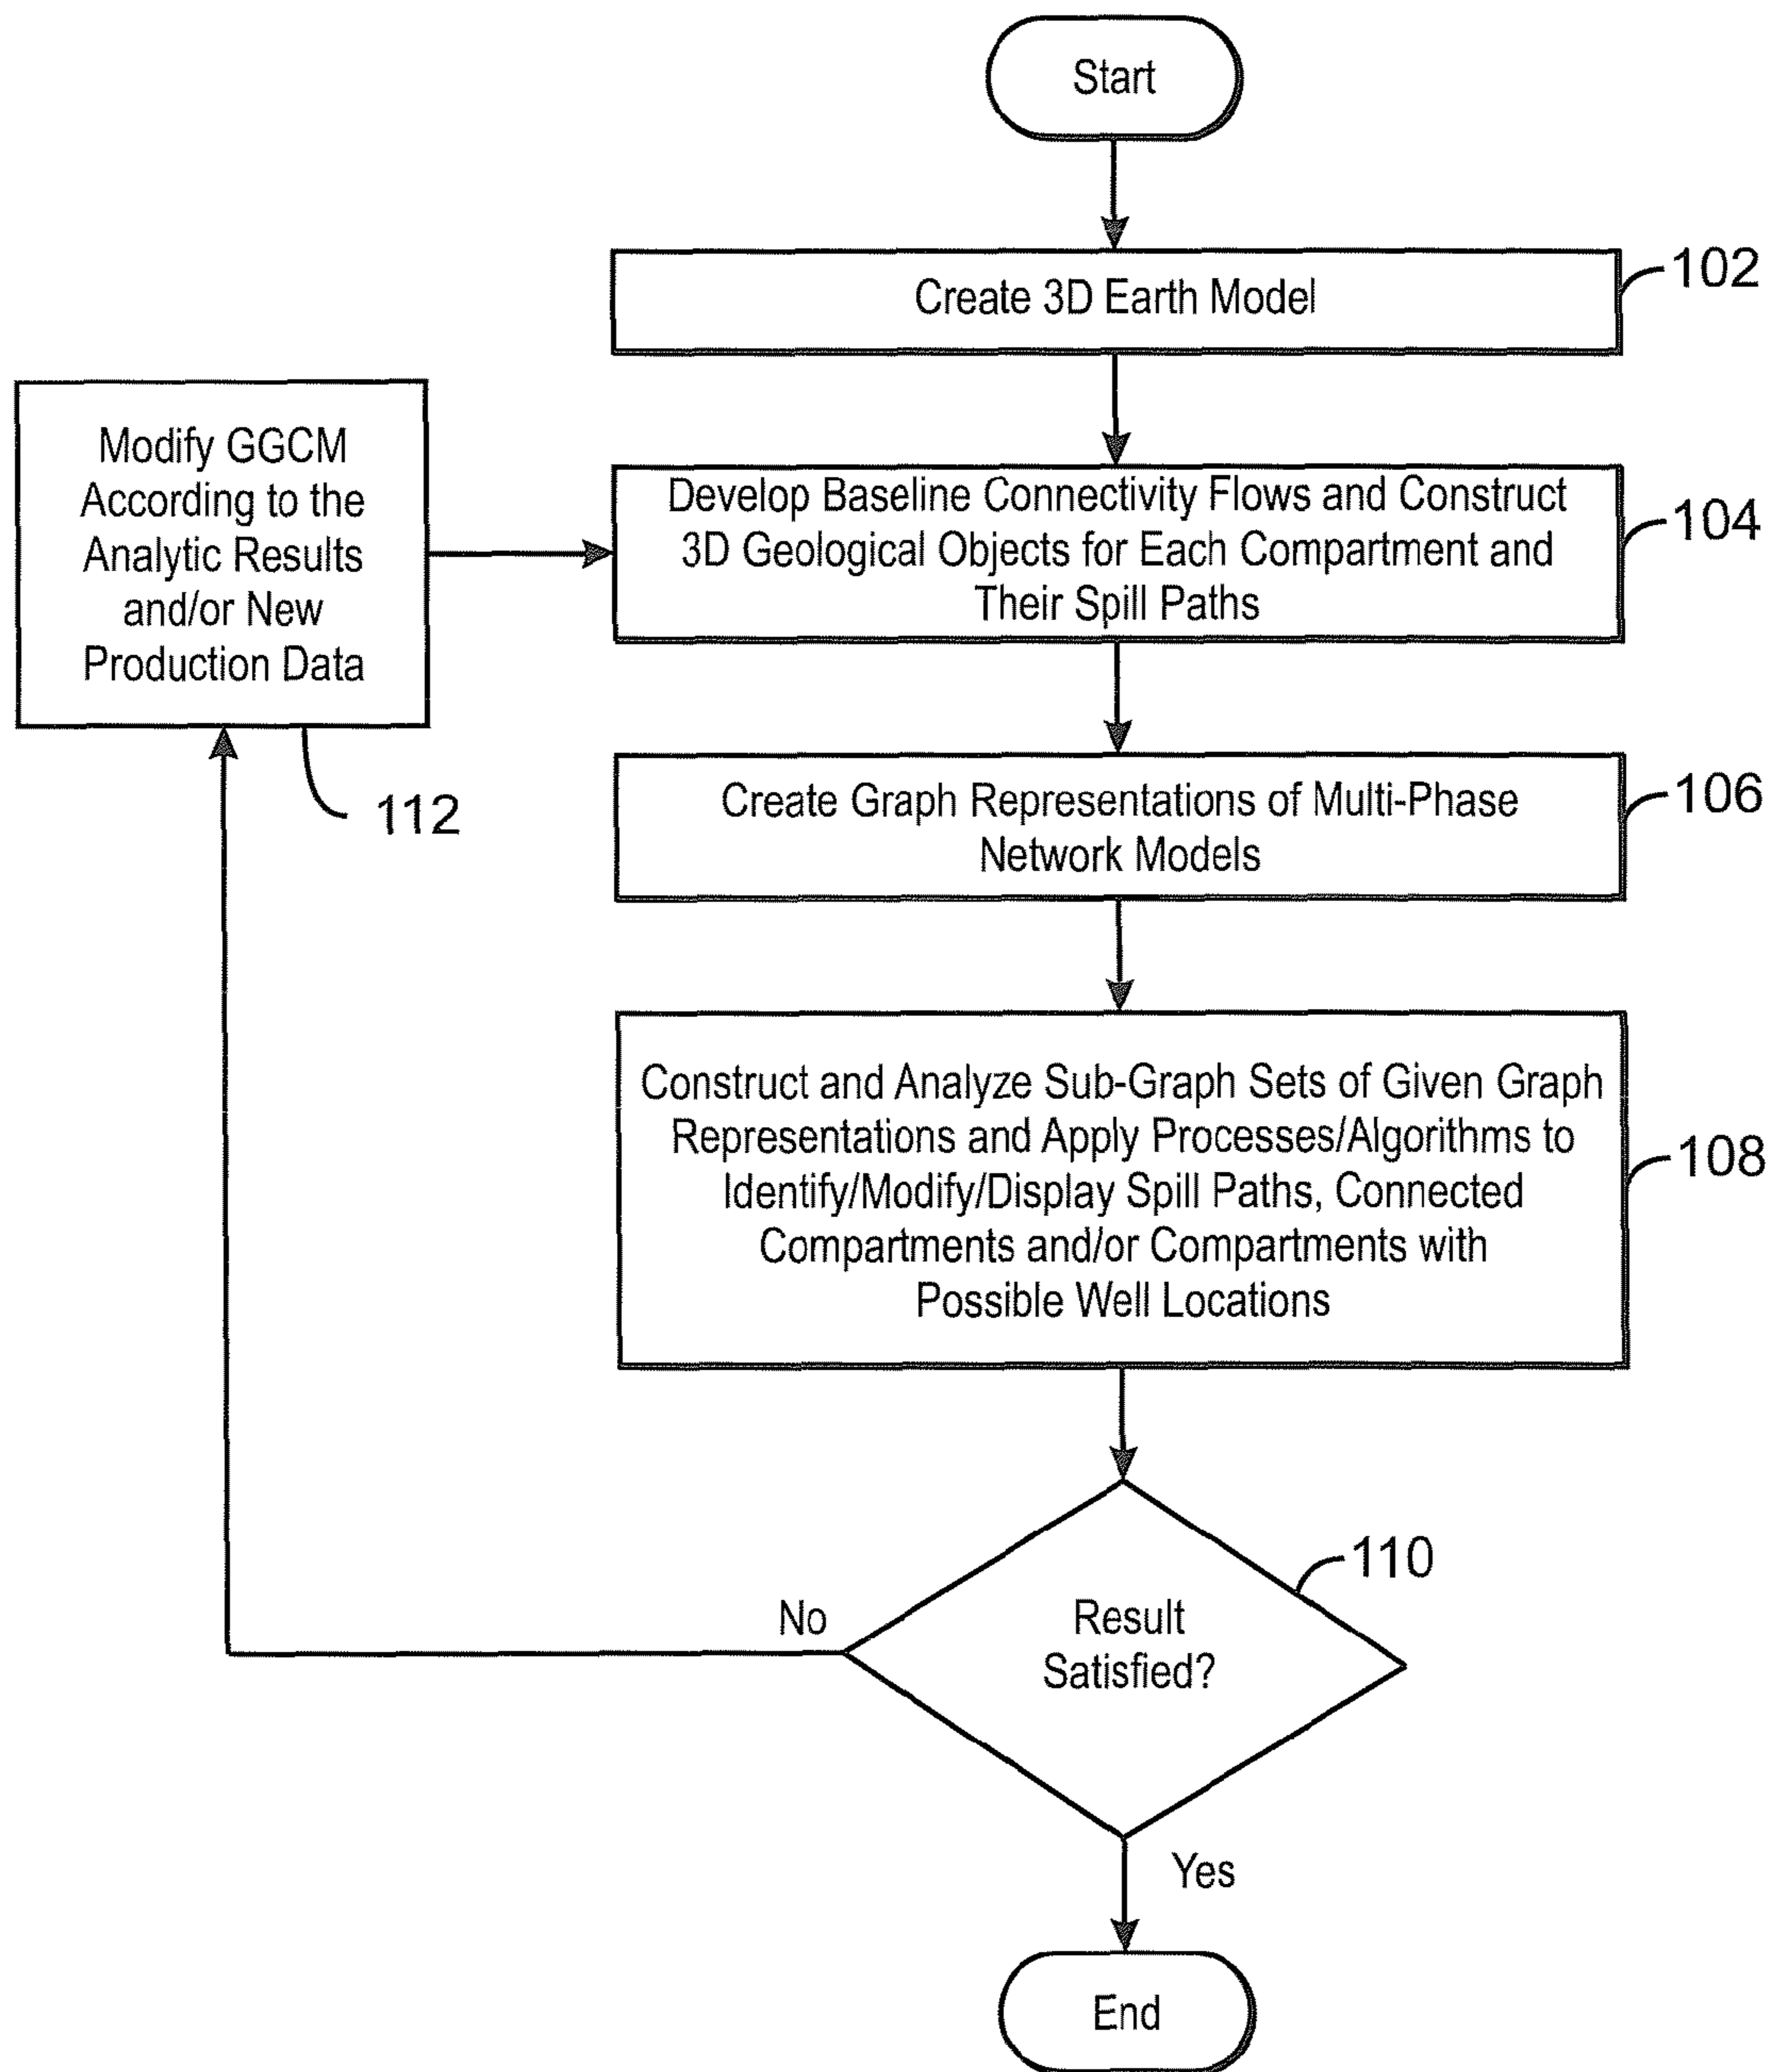 Start
Create 3D Earth Model
102
Modify GGCM
According to the
Analytic Results
and/or New
Production Data
112
Develop Baseline Connectivity Flows and Construct
3D Geological Objects for Each Compartment and
Their Spill Paths
104
Create Graph Representations of Multi-Phase
Network Models
106
Construct and Analyze Sub-Graph Sets of Given Graph
Representations and Apply Processes/Algorithms to
Identify/Modify/Display Spill Paths, Connected
Compartments and/or Compartments with
Possible Well Locations
108
Result
Satisfied?
110
No
Yes
End